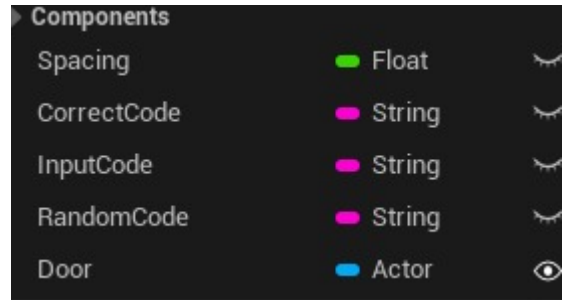 Components
Spacing Float
CorrectCode String
InputCode String
RandomCode String
Door Actor